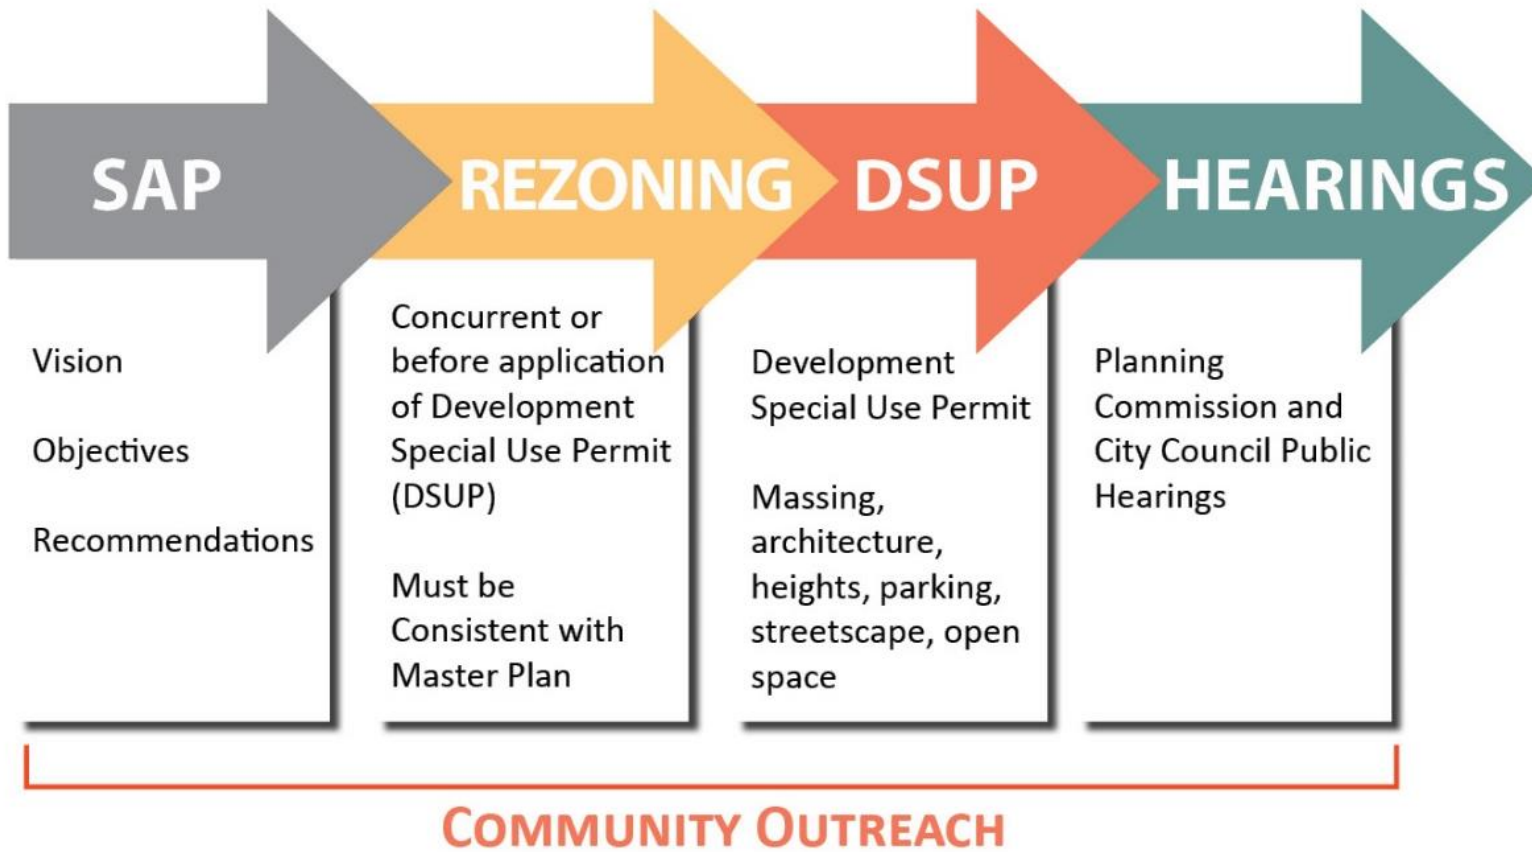 SAP
REZONING
DSUP
HEARINGS
Vision
Objectives
Recommendations
Concurrent or
before application
of Development
Special Use Permit
(DSUP)
Must be
Consistent with
Master Plan
Development
Special Use Permit
Massing,
architecture,
heights, parking,
streetscape, open
space
Planning
Commission and
City Council Public
Hearings
COMMUNITY OUTREACH